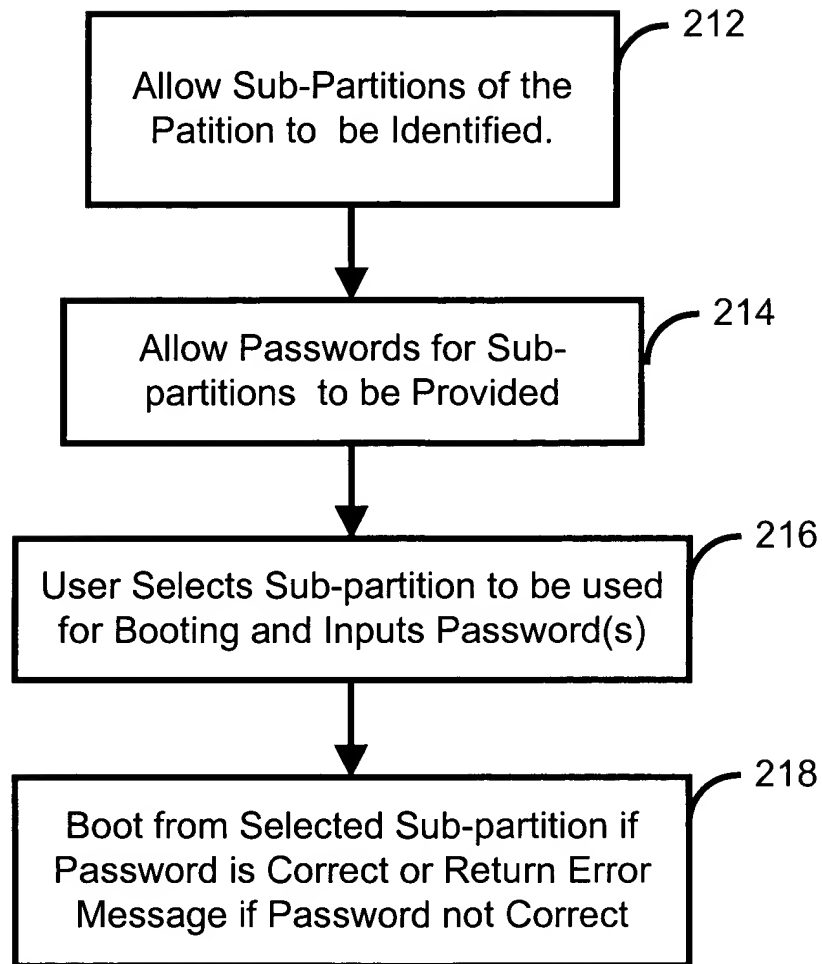 212
Allow Sub-Partitions of the
Patition to be Identified.
214
Allow Passwords for Sub-
partitions to be Provided
216
User Selects Sub-partition to be used
for Booting and Inputs Password(s)
218
Boot from Selected Sub-partition if
Password is Correct or Return Error
Message if Password not Correct